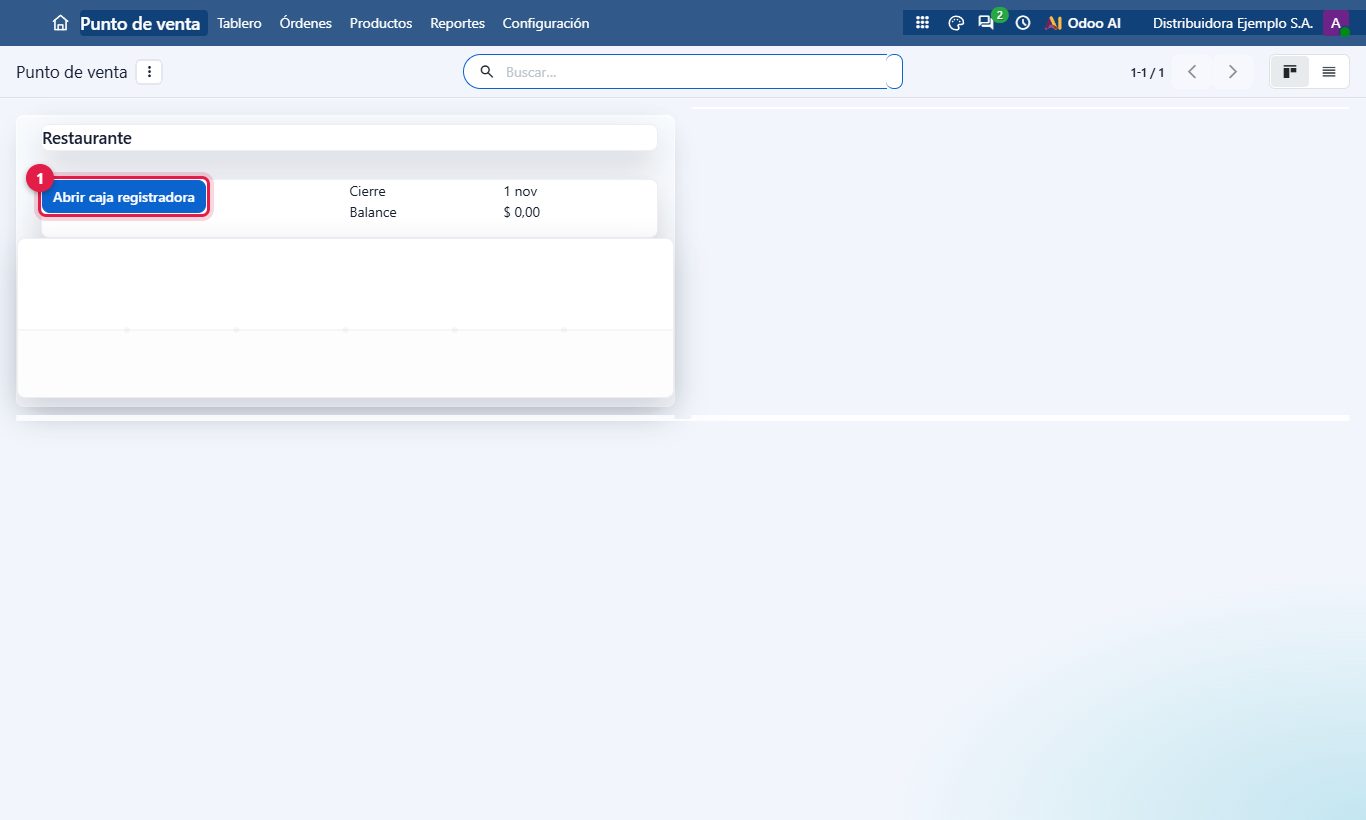 Punto de venta Tablero Órdenes Productos Reportes Configuración 2 Odoo AI Distribuidora Ejemplo S.A. A
Punto de venta Buscar... 1-1 / 1
Restaurante
1
Abrir caja registradora
Cierre 1 nov
Balance $ 0,00